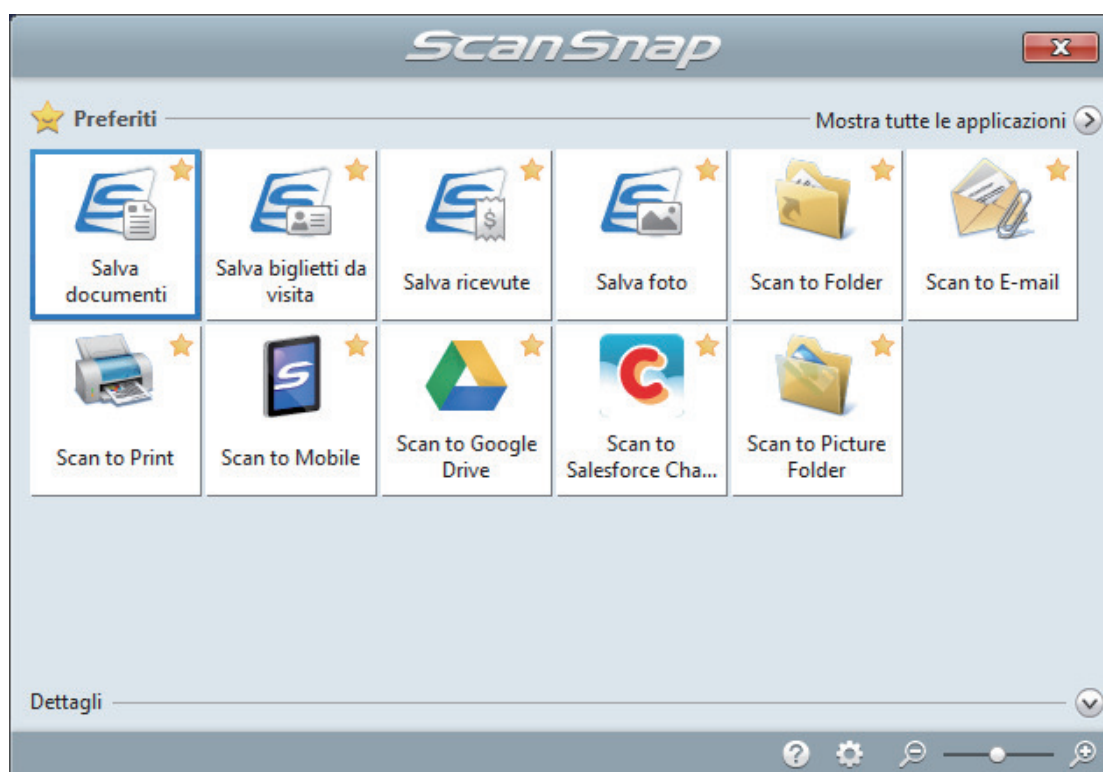 ScanSnap
Preferiti
Mostra tutte le applicazioni
Salva
documenti
Salva biglietti da
visita
Salva ricevute
Salva foto
Scan to Folder
Scan to E-mail
Scan to Print
Scan to Mobile
Scan to Google
Drive
Scan to
Salesforce Cha...
Scan to Picture
Folder
Dettagli